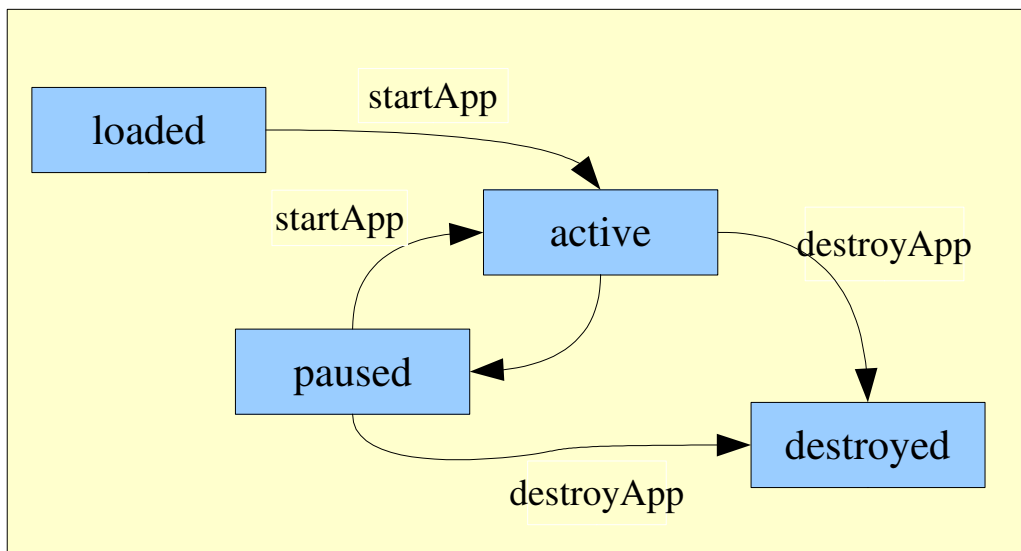 startApp
loaded
startApp
active
destroyApp
paused
destroyed
destroyApp